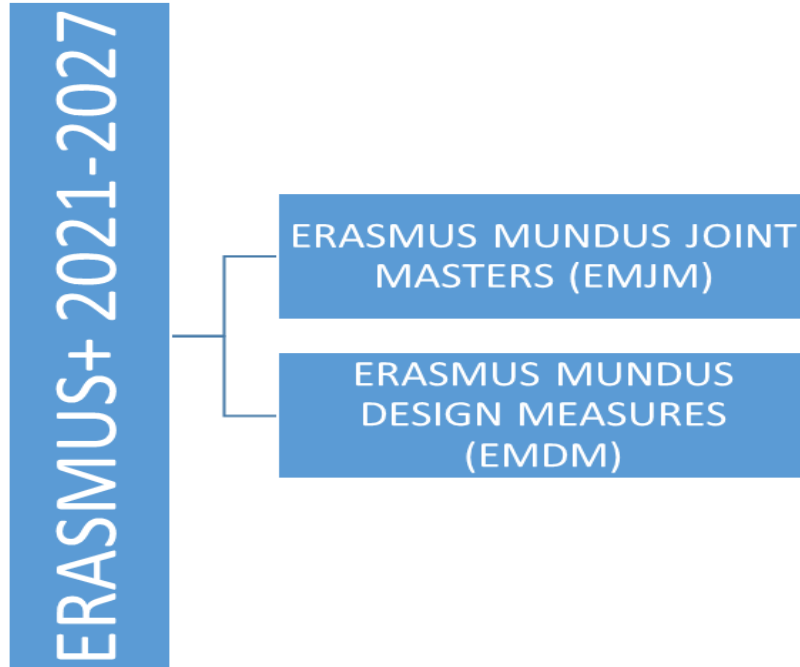 ERASMUS+ 2021-2027
ERASMUS MUNDUS JOINT
MASTERS (EMJM)
ERASMUS MUNDUS
DESIGN MEASURES
(EMDM)